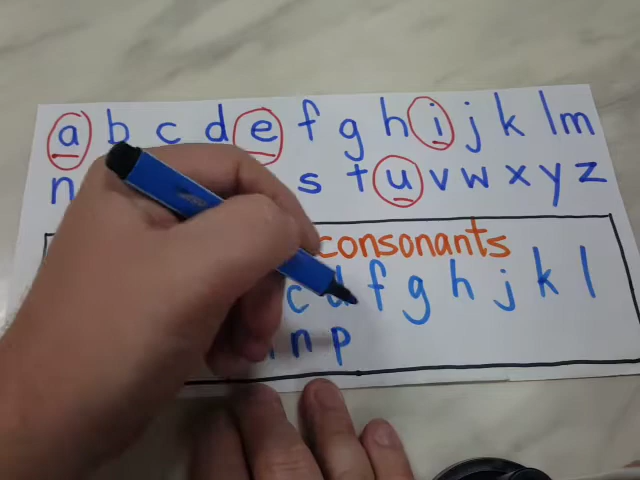 a b c d e f g h i j k l m
n s t u v w x y z
consonants
c d f g h j k l
n p